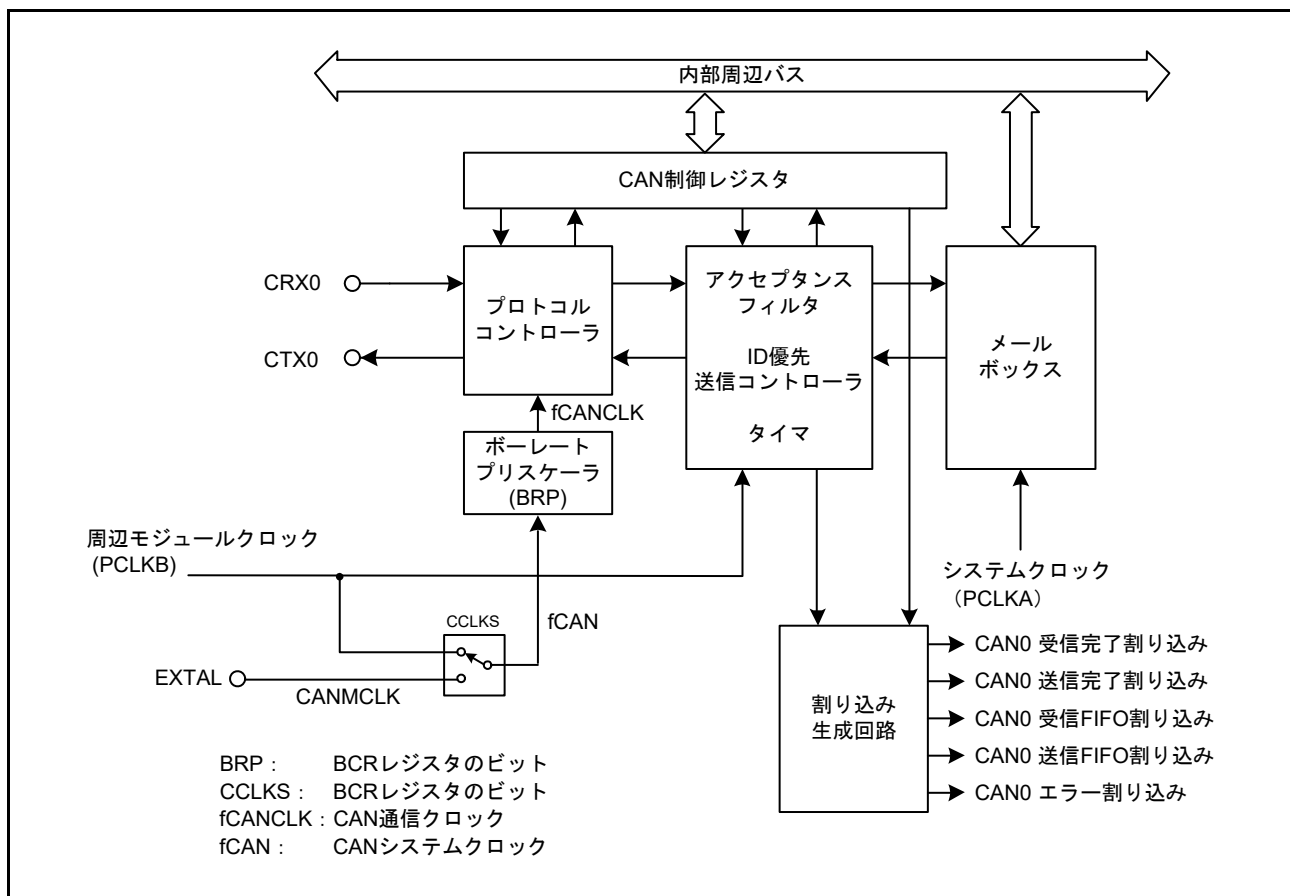 内部周辺バス
CAN制御レジスタ
CRX0
CTX0
プロトコル
コントローラ
アクセプタンス
フィルタ
ID優先
送信コントローラ
タイマ
メール
ボックス
fCANCLK
ボーレート
プリスケーラ
(BRP)
周辺モジュールクロック
(PCLKB)
システムクロック
（PCLKA）
CCLKS
fCAN
EXTAL
CANMCLK
割り込み
生成回路
CAN0 受信完了割り込み
CAN0 送信完了割り込み
CAN0 受信FIFO割り込み
CAN0 送信FIFO割り込み
CAN0 エラー割り込み
BRP： BCRレジスタのビット
CCLKS： BCRレジスタのビット
fCANCLK：CAN通信クロック
fCAN： CANシステムクロック